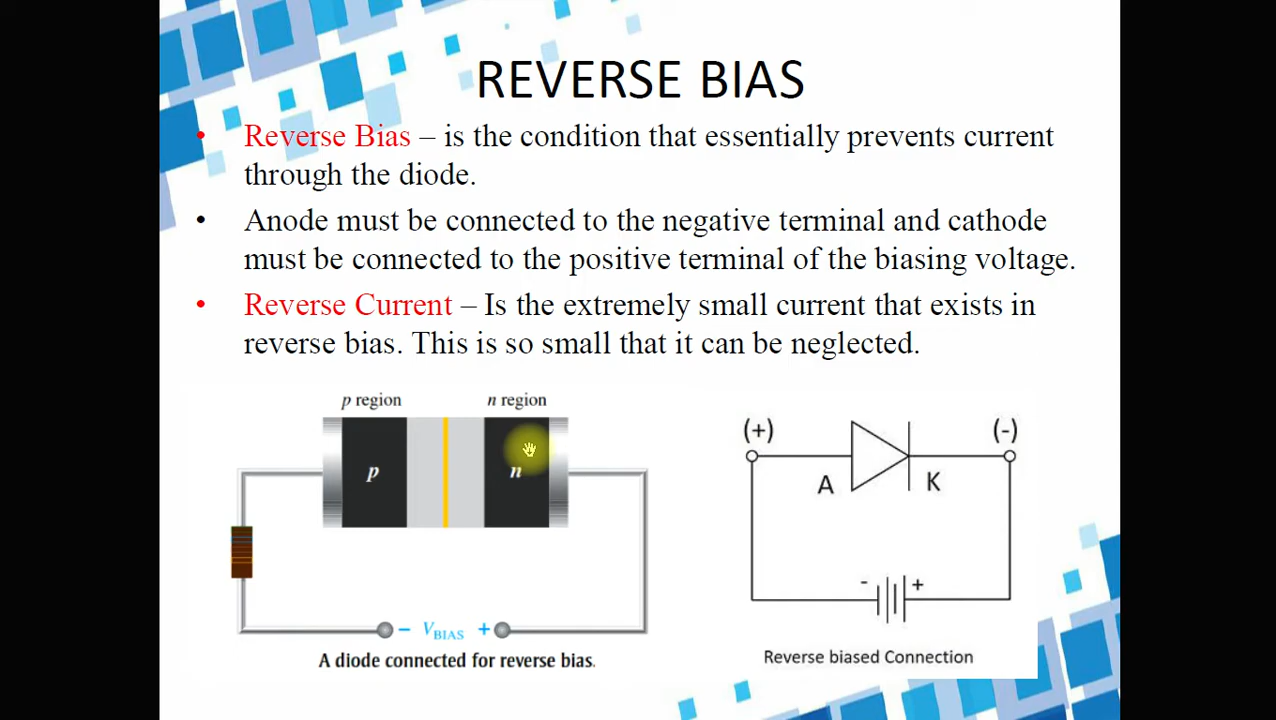 REVERSE BIAS
• Reverse Bias – is the condition that essentially prevents current
through the diode.
• Anode must be connected to the negative terminal and cathode
must be connected to the positive terminal of the biasing voltage.
• Reverse Current – Is the extremely small current that exists in
reverse bias. This is so small that it can be neglected.
p region n region
p n
– VBIAS +
A diode connected for reverse bias.
(+) (-)
A K
- +
Reverse biased Connection